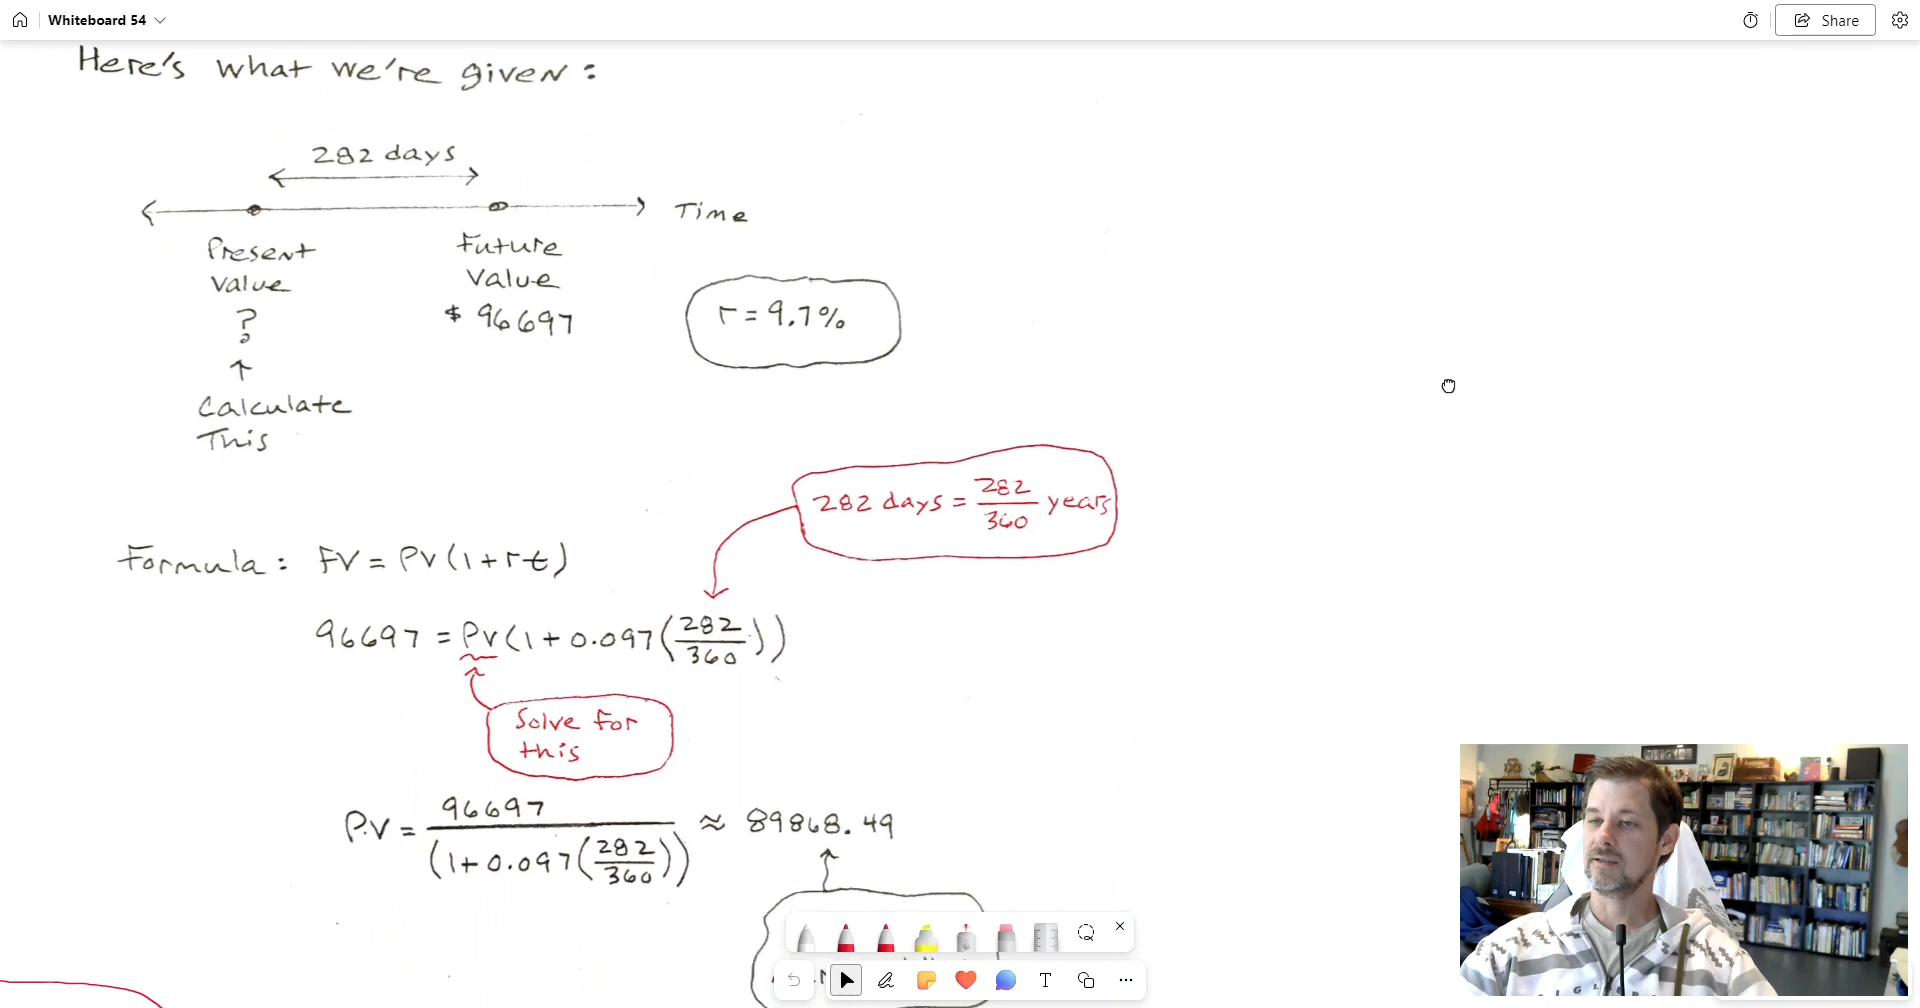 Whiteboard 54
Share
Here's what we're given:
282 days
Time
Present Value
?
Calculate This
Future Value
$ 96697
r = 9.7%
282 days = 282/360 years
Formula: FV = PV(1+rt)
96697 = PV(1+0.097(282/360))
Solve for this
PV = 96697/(1+0.097(282/360)) ≈ 89868.49
T